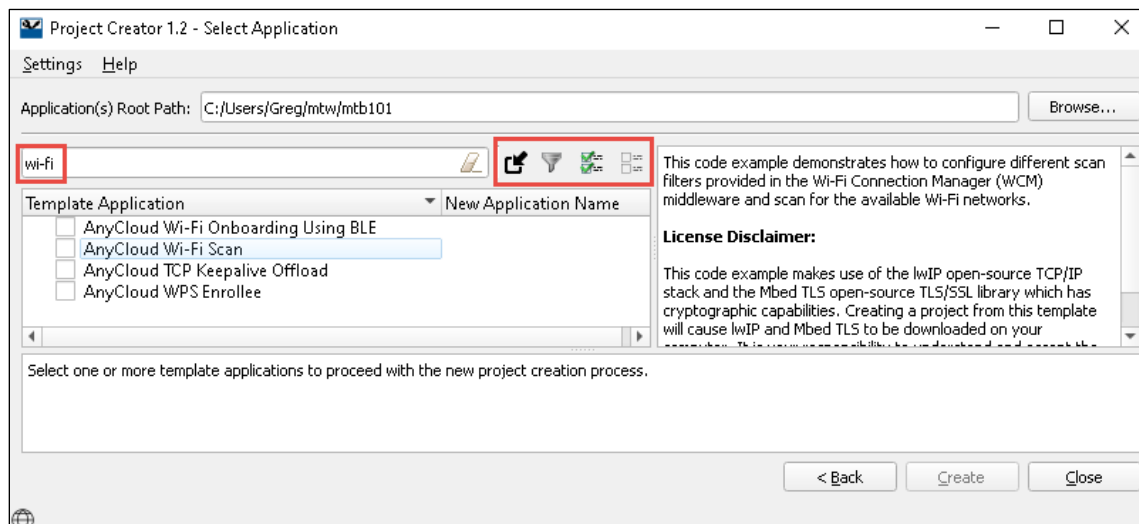 Project Creator 1.2 - Select Application
Settings Help
Application(s) Root Path: C:/Users/Greg/mtw/mtb101 Browse...
wi-fi
Template Application New Application Name
AnyCloud Wi-Fi Onboarding Using BLE
AnyCloud Wi-Fi Scan
AnyCloud TCP Keepalive Offload
AnyCloud WPS Enrollee
This code example demonstrates how to configure different scan
filters provided in the Wi-Fi Connection Manager (WCM)
middleware and scan for the available Wi-Fi networks.
License Disclaimer:
This code example makes use of the lwIP open-source TCP/IP
stack and the Mbed TLS open-source TLS/SSL library which has
cryptographic capabilities. Creating a project from this template
will cause lwIP and Mbed TLS to be downloaded on your
Select one or more template applications to proceed with the new project creation process.
< Back Create Close